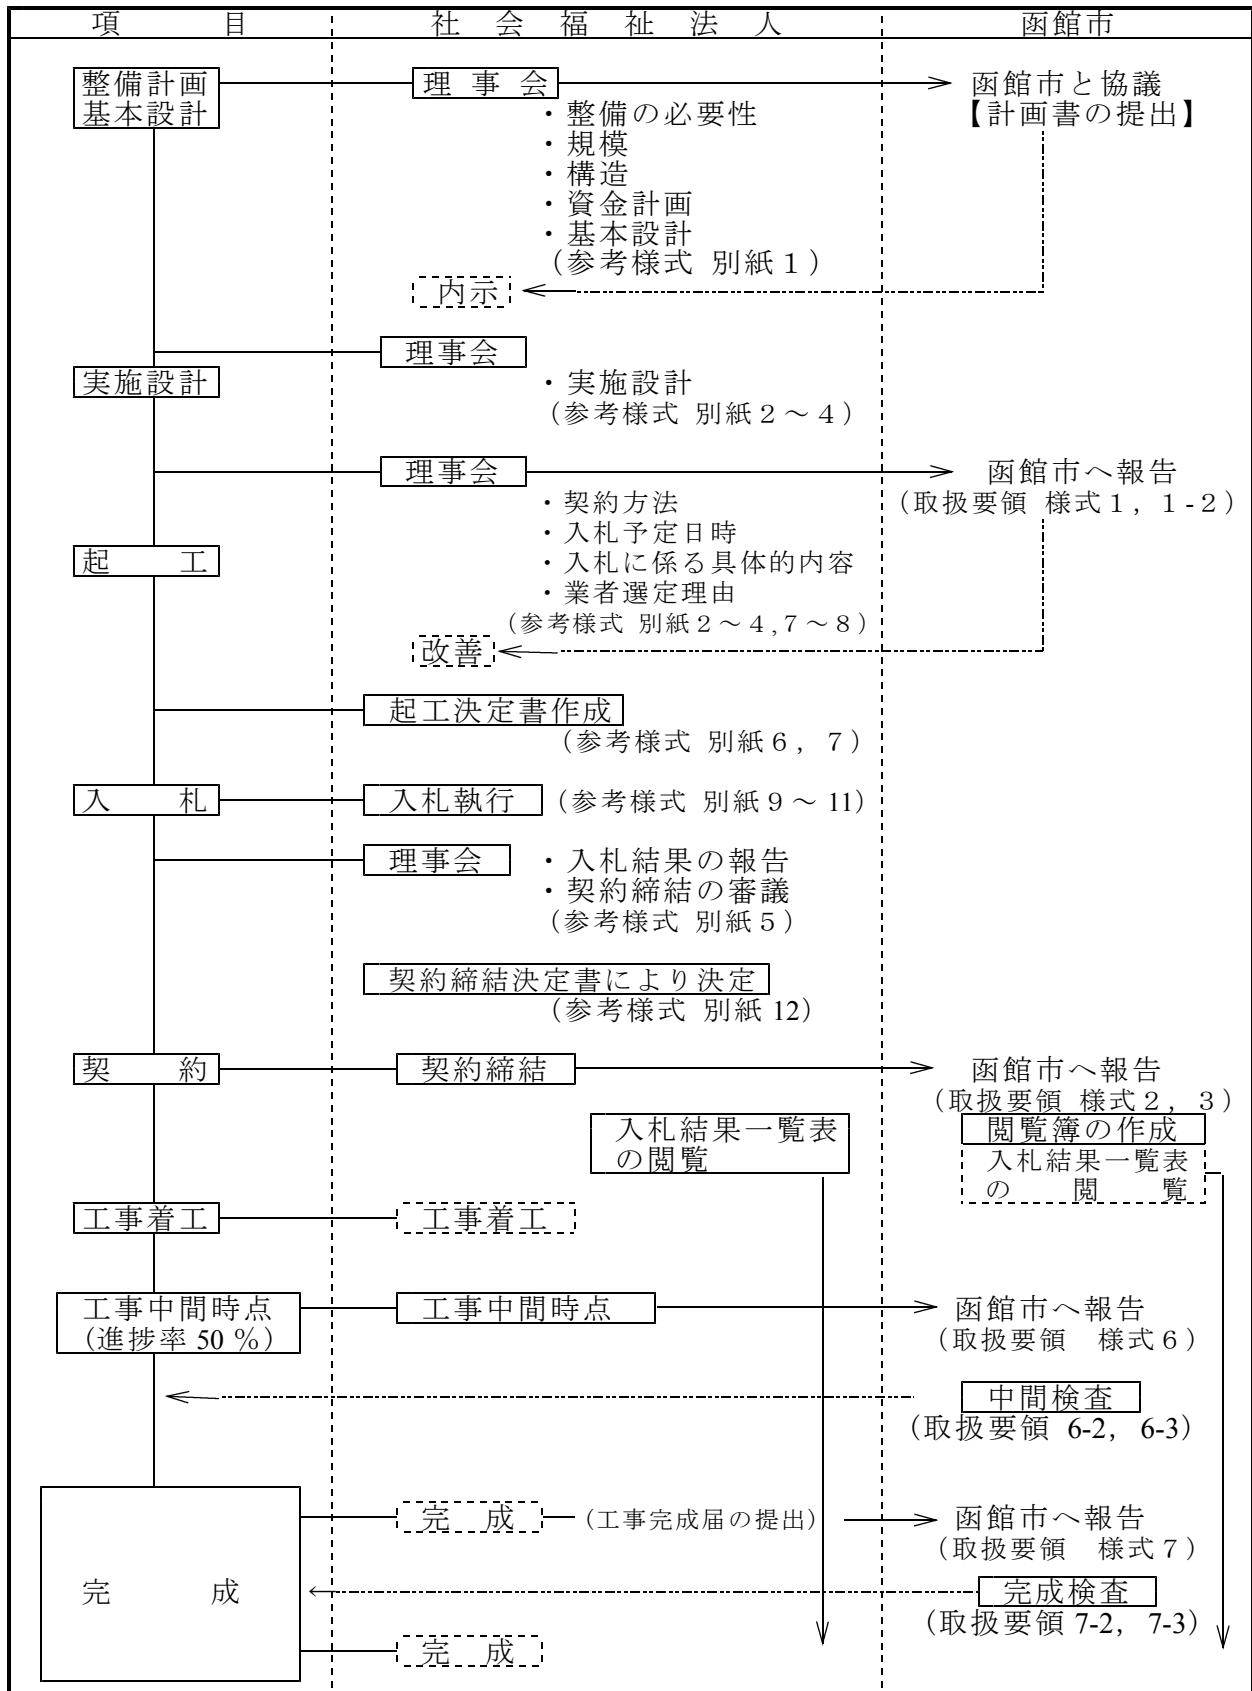 項　　　目　社　会　福　祉　法　人　函館市
整備計画　理　事　会　函館市と協議
基本設計　・整備の必要性　【計画書の提出】
・規模
・構造
・資金計画
・基本設計
（参考様式 別紙１）
内示
理事会
実施設計　・実施設計
（参考様式 別紙２～４）
理事会　函館市へ報告
・契約方法　（取扱要領 様式１，１-２）
・入札予定日時
起　　工　・入札に係る具体的内容
・業者選定理由
（参考様式 別紙２～４,７～８）
改善
起工決定書作成
（参考様式 別紙６，７）
入　　札　入札執行　（参考様式 別紙９～11）
理事会　・入札結果の報告
・契約締結の審議
（参考様式 別紙５）
契約締結決定書により決定
（参考様式 別紙12）
契　　約　契約締結　函館市へ報告
（取扱要領 様式２，３）
入札結果一覧表　閲覧簿の作成
の閲覧　入札結果一覧表
の　閲　覧
工事着工　工事着工
工事中間時点　工事中間時点　函館市へ報告
（進捗率50％）　（取扱要領　様式６）
中間検査
（取扱要領 6-2，6-3）
完　成　（工事完成届の提出）　函館市へ報告
（取扱要領　様式７）
完　　　成　完成検査
（取扱要領7-2，7-3）
完　成